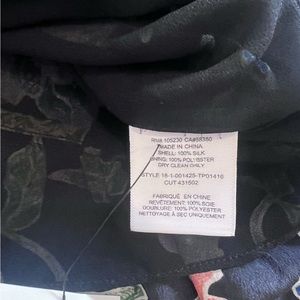 RN# 105230 CA#58350
MADE IN CHINA
SHELL: 100% SILK
LINING: 100% POLYESTER
DRY CLEAN ONLY
STYLE 18-1-001425-TP01410
CUT 431502
FABRIQUÉ EN CHINE
REVÊTEMENT: 100% SOIE
DOUBLURE: 100% POLYESTER
NETTOYAGE À SEC UNIQUEMENT